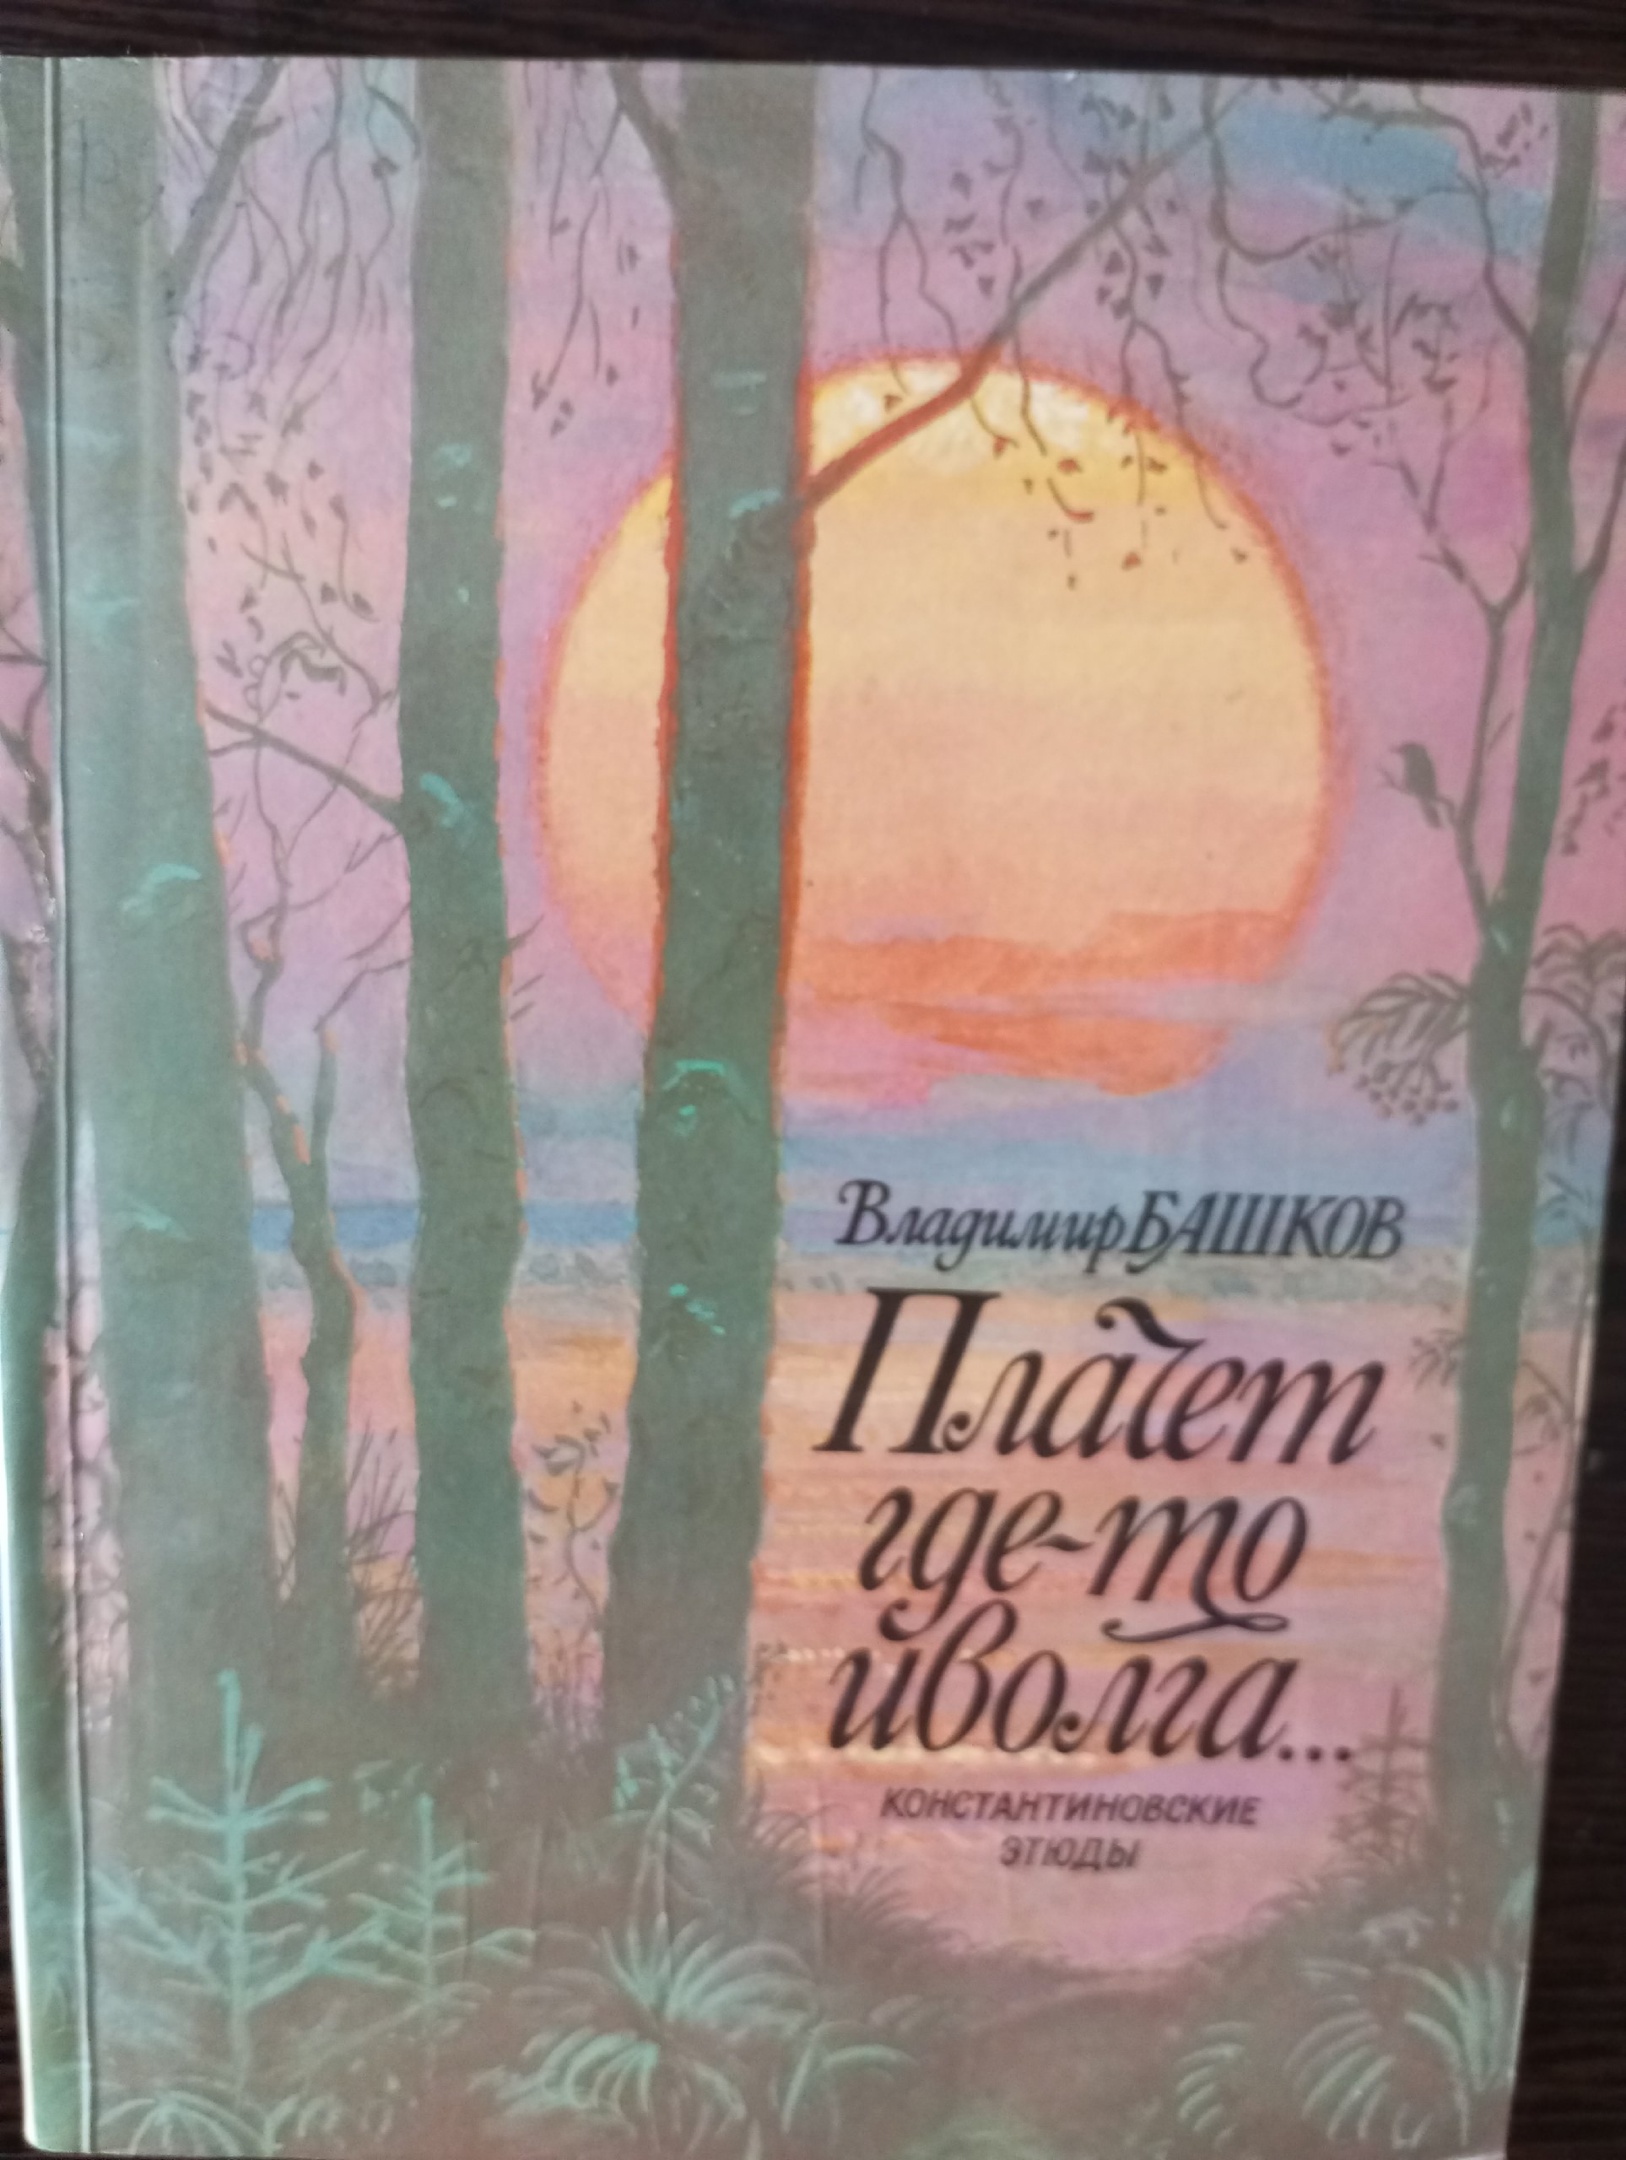 Владимир БАШКОВ
Плачет
где-то
иволга...
КОНСТАНТИНОВСКИЕ
ЭТЮДЫ